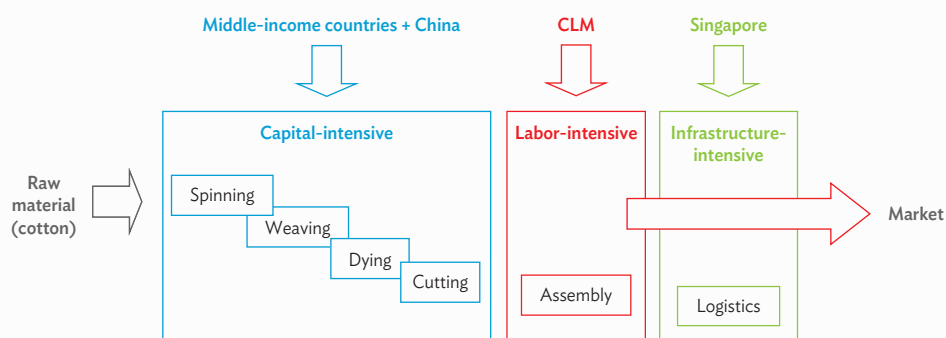 Middle-income countries + China
CLM
Singapore
Capital-intensive
Labor-intensive
Infrastructure-
intensive
Raw
material
(cotton)
Spinning
Weaving
Dying
Cutting
Assembly
Logistics
Market